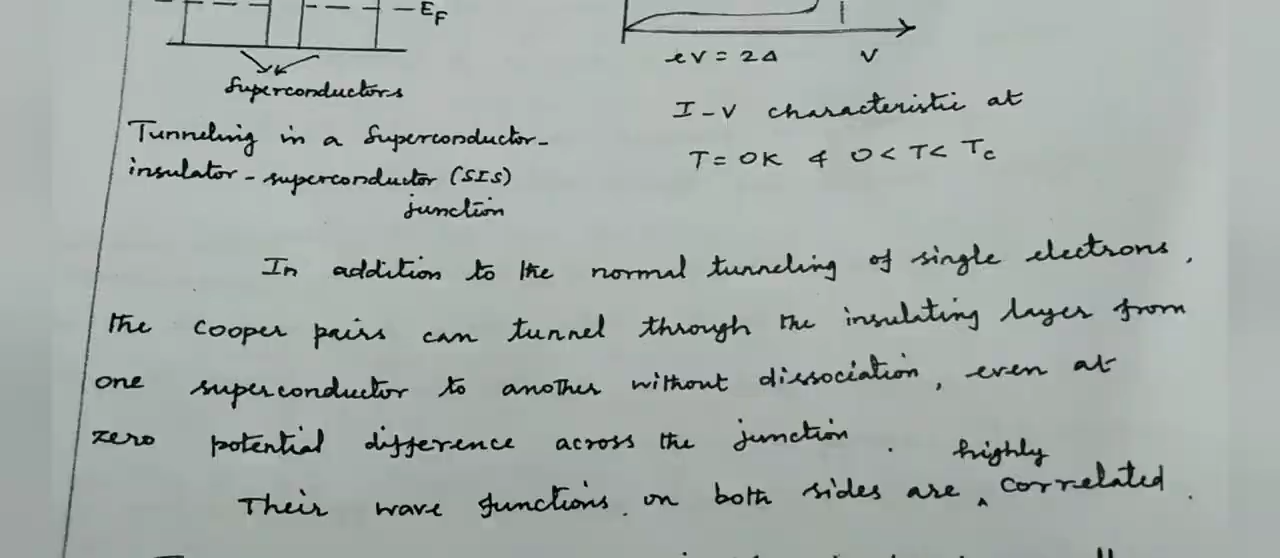 E_F
Superconductors
eV = 2Δ V
I-V characteristic at
T = 0K & 0 < T < Tc
Tunneling in a Superconductor-
insulator - superconductor (SIS)
junction
In addition to the normal tunneling of single electrons,
the cooper pairs can tunnel through the insulating layer from
one superconductor to another without dissociation, even at
zero potential difference across the junction.
Their wave functions on both sides are highly correlated.